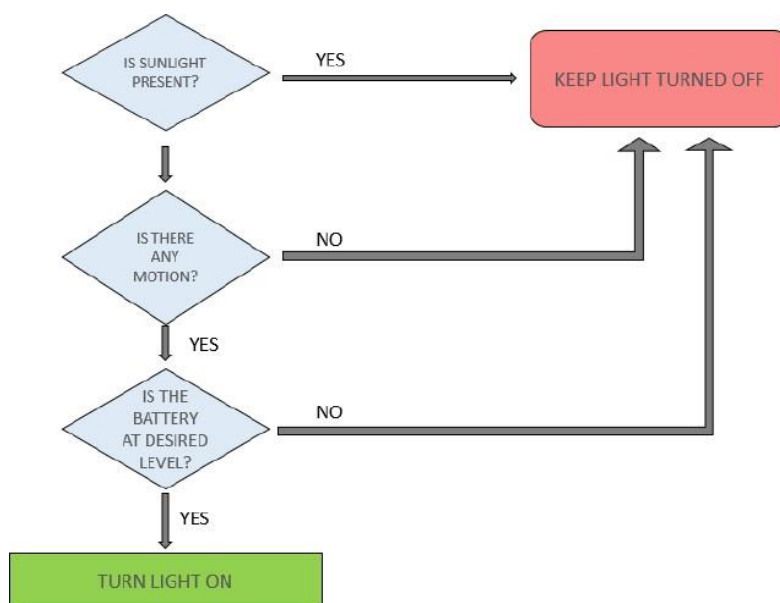 IS SUNLIGHT
PRESENT?
YES
KEEP LIGHT TURNED OFF
IS THERE
ANY
MOTION?
NO
YES
IS THE
BATTERY
AT DESIRED
LEVEL?
NO
YES
TURN LIGHT ON